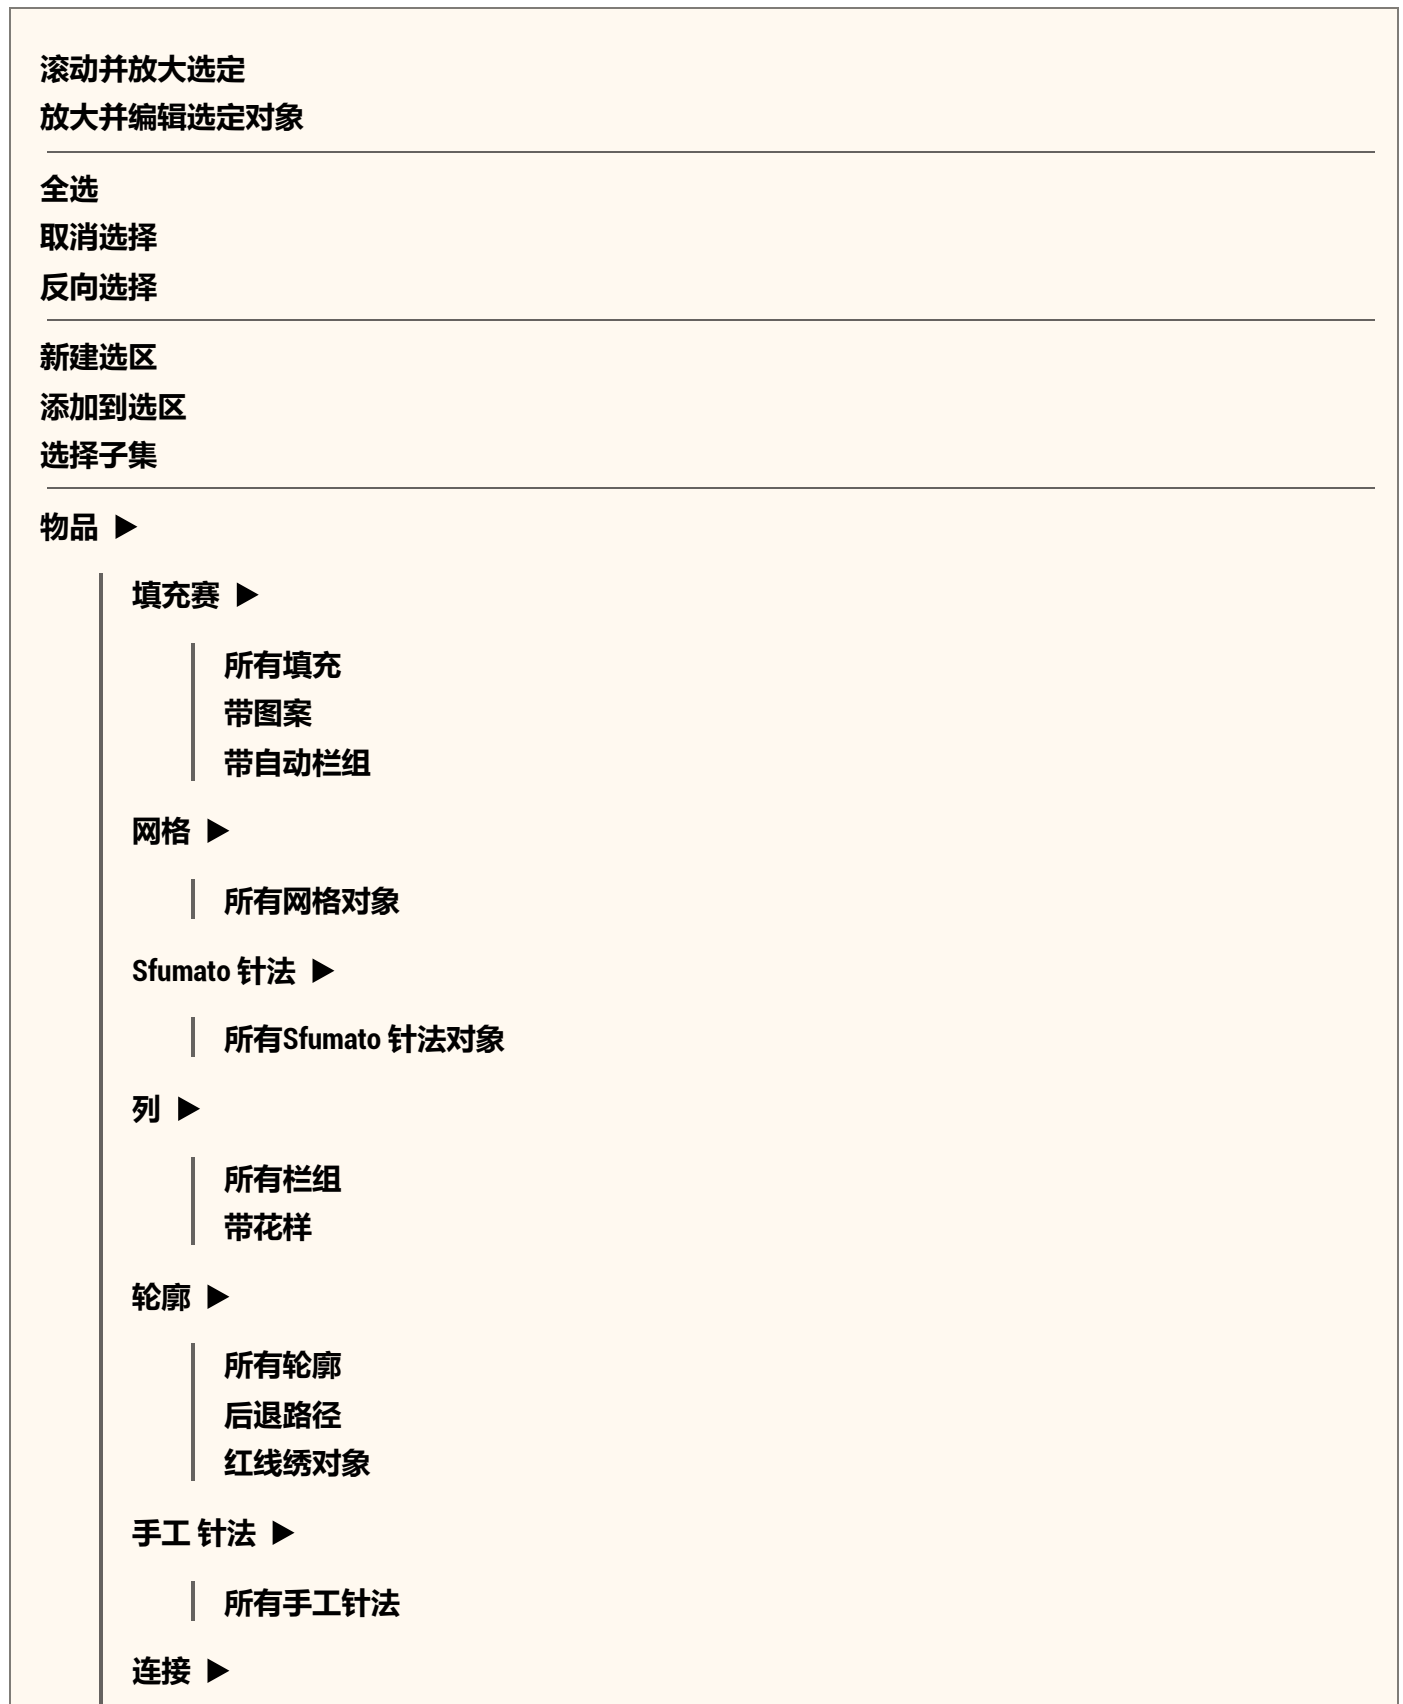 滚动并放大选定
放大并编辑选定对象
全选
取消选择
反向选择
新建选区
添加到选区
选择子集
物品 ▶
填充赛 ▶
所有填充
带图案
带自动栏组
网格 ▶
所有网格对象
Sfumato 针法 ▶
所有Sfumato 针法对象
列 ▶
所有栏组
带花样
轮廓 ▶
所有轮廓
后退路径
红线绣对象
手工 针法 ▶
所有手工针法
连接 ▶